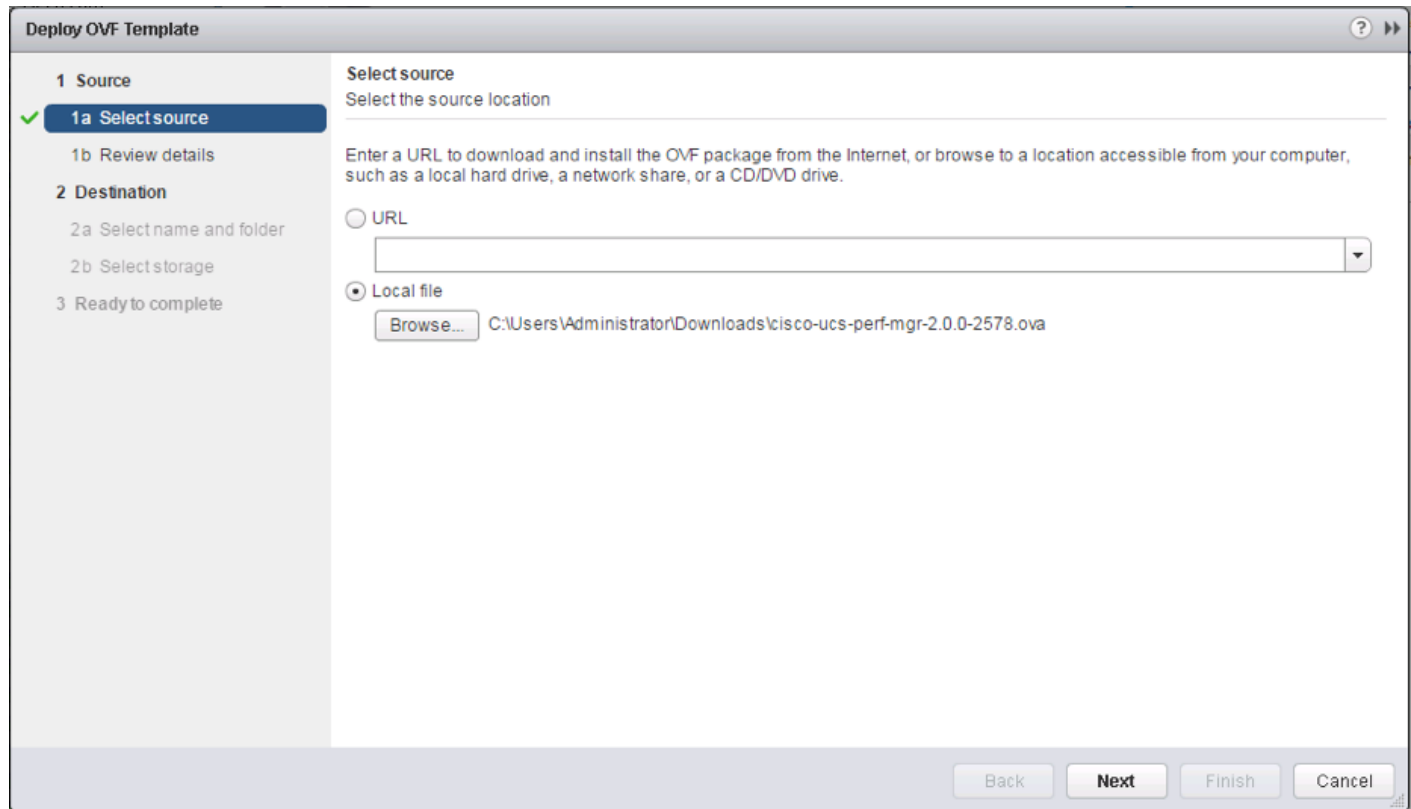 Deploy OVF Template
1 Source
1a Select source
1b Review details
2 Destination
2a Select name and folder
2b Select storage
3 Ready to complete
Select source
Select the source location
Enter a URL to download and install the OVF package from the Internet, or browse to a location accessible from your computer,
such as a local hard drive, a network share, or a CD/DVD drive.
URL
Local file
Browse... C:\Users\Administrator\Downloads\cisco-ucs-perf-mgr-2.0.0-2578.ova
Back Next Finish Cancel